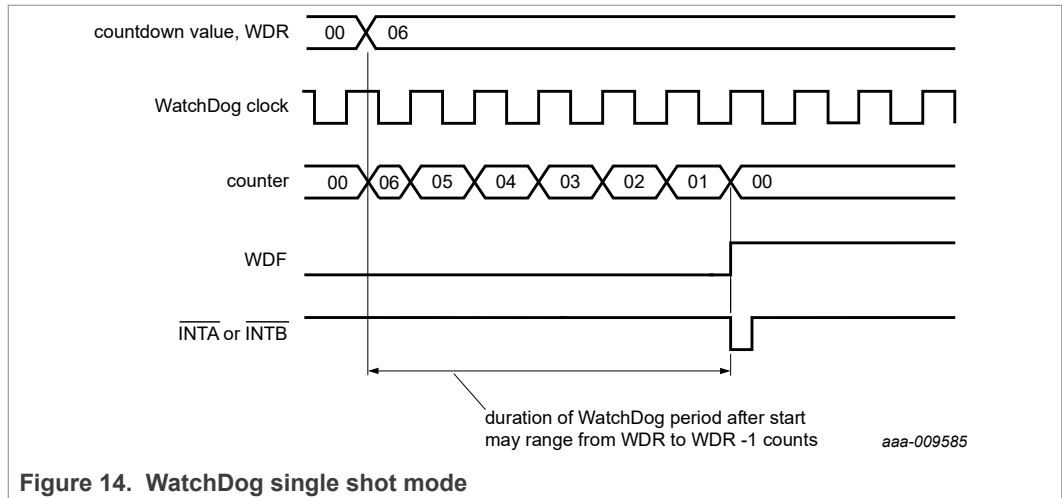 countdown value, WDR 00 06
WatchDog clock
counter 00 06 05 04 03 02 01 00
WDF
INTA or INTB
duration of WatchDog period after start
may range from WDR to WDR -1 counts
aaa-009585
Figure 14. WatchDog single shot mode